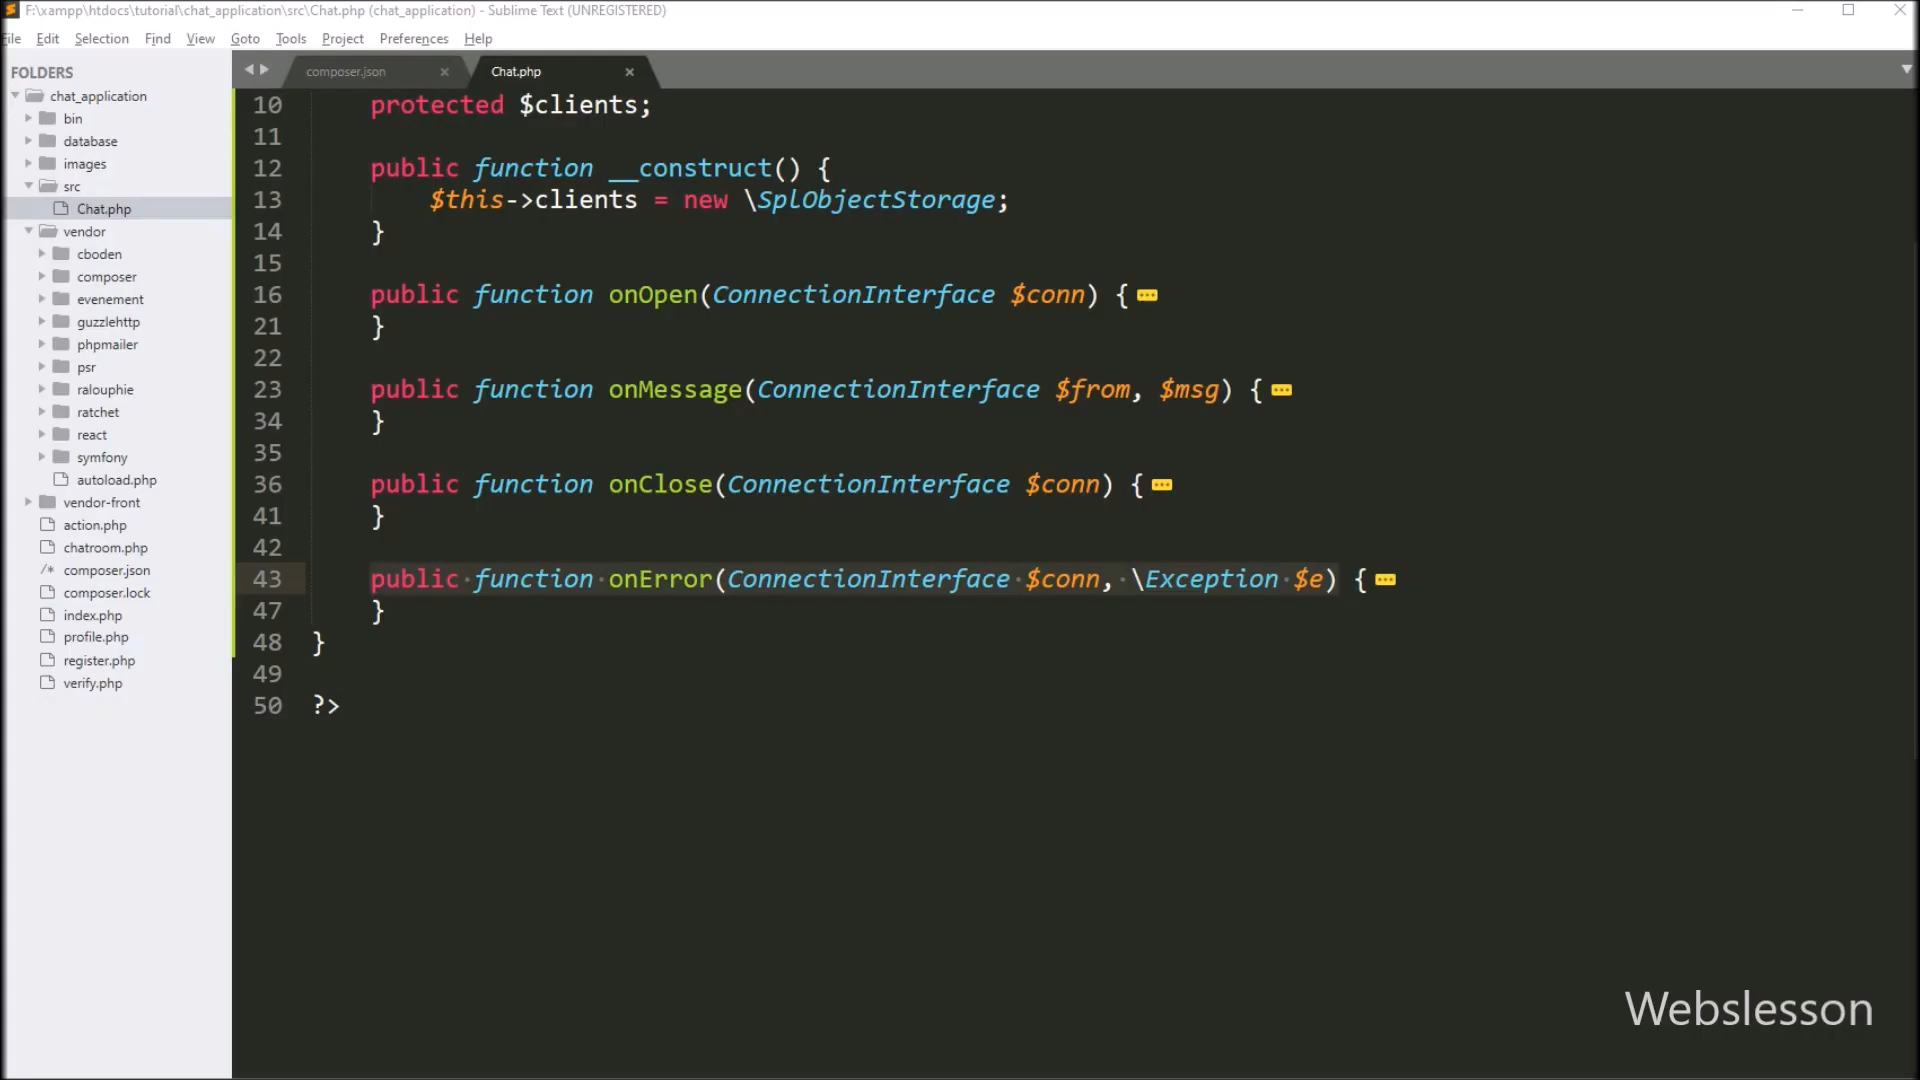 F:\xampp\htdocs\tutorial\chat_application\src\Chat.php (chat_application) - Sublime Text (UNREGISTERED)
File Edit Selection Find View Goto Tools Project Preferences Help
FOLDERS
chat_application
bin
database
images
src
Chat.php
vendor
cboden
composer
evenement
guzzlehttp
phpmailer
psr
ralouphie
ratchet
react
symfony
autoload.php
vendor-front
action.php
chatroom.php
/* composer.json
composer.lock
index.php
profile.php
register.php
verify.php
composer.json Chat.php
10 protected $clients;
11
12 public function __construct() {
13 $this->clients = new \SplObjectStorage;
14 }
15
16 public function onOpen(ConnectionInterface $conn) {
21 }
22
23 public function onMessage(ConnectionInterface $from, $msg) {
34 }
35
36 public function onClose(ConnectionInterface $conn) {
41 }
42
43 public function onError(ConnectionInterface $conn, \Exception $e) {
47 }
48 }
49
50 ?>
Webslesson